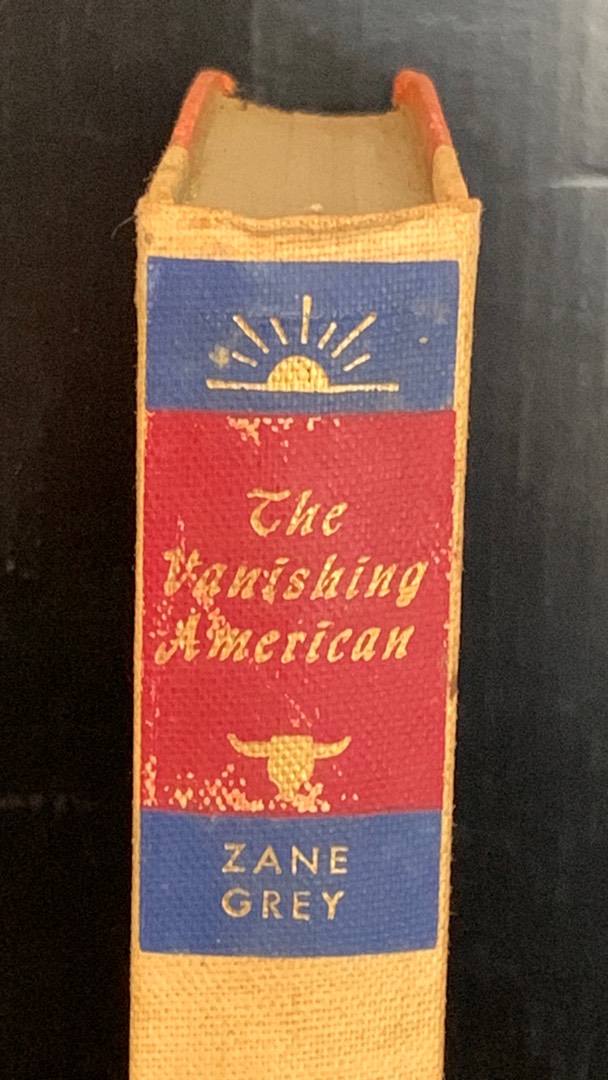 The
Vanishing
American
ZANE
GREY